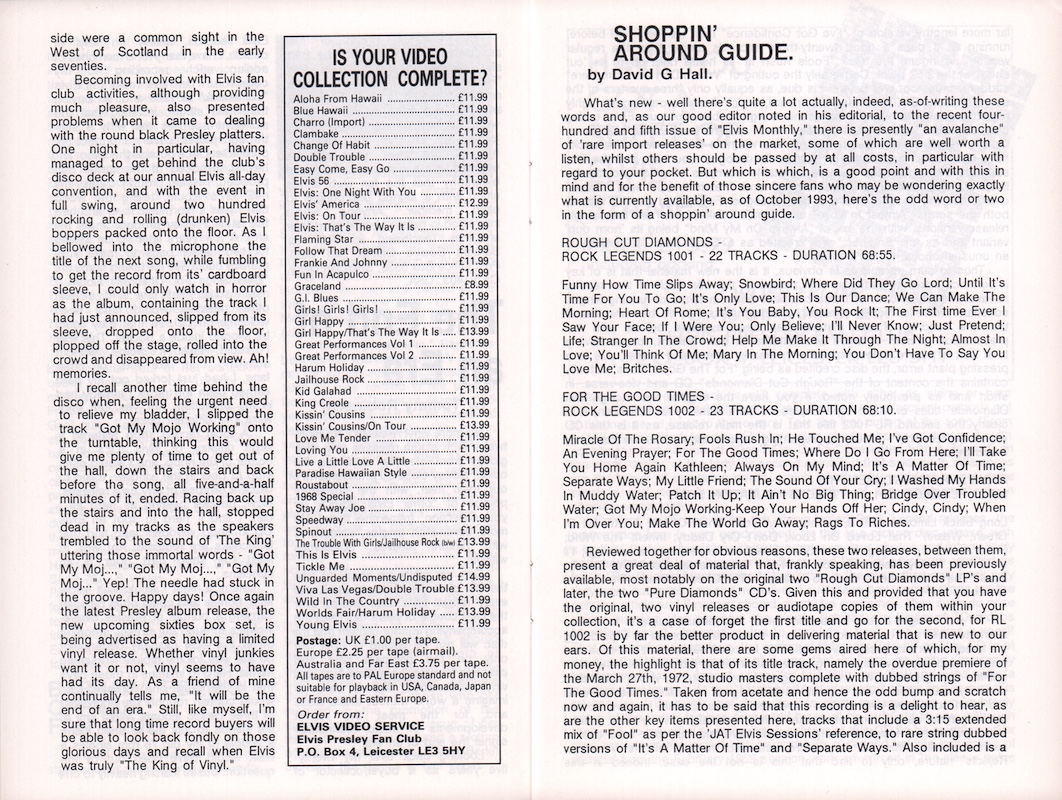 side were a common sight in the
West of Scotland in the early
seventies.
Becoming involved with Elvis fan
club activities, although providing
much pleasure, also presented
problems when it came to dealing
with the round black Presley platters.
One night in particular, having
managed to get behind the club's
disco deck at our annual Elvis all-day
convention, and with the event in
full swing, around two hundred
rocking and rolling (drunken) Elvis
boppers packed onto the floor. As I
bellowed into the microphone the
title of the next song, while fumbling
to get the record from its' cardboard
sleeve, I could only watch in horror
as the album, containing the track I
had just announced, slipped from its
sleeve, dropped onto the floor,
plopped off the stage, rolled into the
crowd and disappeared from view. Ah!
memories.
I recall another time behind the
disco when, feeling the urgent need
to relieve my bladder, I slipped the
track "Got My Mojo Working" onto
the turntable, thinking this would
give me plenty of time to get out of
the hall, down the stairs and back
before the song, all five-and-a-half
minutes of it, ended. Racing back up
the stairs and into the hall, stopped
dead in my tracks as the speakers
trembled to the sound of 'The King'
uttering those immortal words - "Got
My Moj...," "Got My Moj...," "Got My
Moj..." Yep! The needle had stuck in
the groove. Happy days! Once again
the latest Presley album release, the
new upcoming sixties box set, is
being advertised as having a limited
vinyl release. Whether vinyl junkies
want it or not, vinyl seems to have
had its day. As a friend of mine
continually tells me, "It will be the
end of an era." Still, like myself, I'm
sure that long time record buyers will
be able to look back fondly on those
glorious days and recall when Elvis
was truly "The King of Vinyl."
IS YOUR VIDEO
COLLECTION COMPLETE?
Aloha From Hawaii ........................ £11.99
Blue Hawaii .................................... £11.99
Charro (Import) .............................. £11.99
Clambake ....................................... £11.99
Change Of Habit ............................ £11.99
Double Trouble .............................. £11.99
Easy Come, Easy Go ..................... £11.99
Elvis 56 .......................................... £11.99
Elvis: One Night With You ............. £11.99
Elvis' America ................................ £12.99
Elvis: On Tour ................................ £11.99
Elvis: That's The Way It Is ............. £11.99
Flaming Star .................................. £11.99
Follow That Dream ........................ £11.99
Frankie And Johnny ...................... £11.99
Fun In Acapulco ............................ £11.99
Graceland ...................................... £8.99
G.I. Blues ....................................... £11.99
Girls! Girls! Girls! ........................... £11.99
Girl Happy ...................................... £11.99
Girl Happy/That's The Way It Is ..... £13.99
Great Performances Vol 1 ............. £11.99
Great Performances Vol 2 ............. £11.99
Harum Holiday ............................... £11.99
Jailhouse Rock ............................... £11.99
Kid Galahad ................................... £11.99
King Creole .................................... £11.99
Kissin' Cousins .............................. £11.99
Kissin' Cousins/On Tour ................ £13.99
Love Me Tender ............................. £11.99
Loving You ..................................... £11.99
Live a Little Love A Little ............... £11.99
Paradise Hawaiian Style ................ £11.99
Roustabout .................................... £11.99
1968 Special .................................. £11.99
Stay Away Joe ............................... £11.99
Speedway ...................................... £11.99
Spinout .......................................... £11.99
The Trouble With Girls/Jailhouse Rock (b/w) £13.99
This Is Elvis ................................... £11.99
Tickle Me ....................................... £11.99
Unguarded Moments/Undisputed £14.99
Viva Las Vegas/Double Trouble £13.99
Wild In The Country ................. £11.99
Worlds Fair/Harum Holiday ..... £13.99
Young Elvis .............................. £11.99
Postage: UK £1.00 per tape.
Europe £2.25 per tape (airmail).
Australia and Far East £3.75 per tape.
All tapes are to PAL Europe standard and not
suitable for playback in USA, Canada, Japan
or France and Eastern Europe.
Order from:
ELVIS VIDEO SERVICE
Elvis Presley Fan Club
P.O. Box 4, Leicester LE3 5HY
SHOPPIN'
AROUND GUIDE.
by David G Hall.
What's new - well there's quite a lot actually, indeed, as-of-writing these
words and, as our good editor noted in his editorial, to the recent four-
hundred and fifth issue of "Elvis Monthly," there is presently "an avalanche"
of 'rare import releases' on the market, some of which are well worth a
listen, whilst others should be passed by at all costs, in particular with
regard to your pocket. But which is which, is a good point and with this in
mind and for the benefit of those sincere fans who may be wondering exactly
what is currently available, as of October 1993, here's the odd word or two
in the form of a shoppin' around guide.
ROUGH CUT DIAMONDS -
ROCK LEGENDS 1001 - 22 TRACKS - DURATION 68:55.
Funny How Time Slips Away; Snowbird; Where Did They Go Lord; Until It's
Time For You To Go; It's Only Love; This Is Our Dance; We Can Make The
Morning; Heart Of Rome; It's You Baby, You Rock It; The First time Ever I
Saw Your Face; If I Were You; Only Believe; I'll Never Know; Just Pretend;
Life; Stranger In The Crowd; Help Me Make It Through The Night; Almost In
Love; You'll Think Of Me; Mary In The Morning; You Don't Have To Say You
Love Me; Britches.
FOR THE GOOD TIMES -
ROCK LEGENDS 1002 - 23 TRACKS - DURATION 68:10.
Miracle Of The Rosary; Fools Rush In; He Touched Me; I've Got Confidence;
An Evening Prayer; For The Good Times; Where Do I Go From Here; I'll Take
You Home Again Kathleen; Always On My Mind; It's A Matter Of Time;
Separate Ways; My Little Friend; The Sound Of Your Cry; I Washed My Hands
In Muddy Water; Patch It Up; It Ain't No Big Thing; Bridge Over Troubled
Water; Got My Mojo Working-Keep Your Hands Off Her; Cindy, Cindy; When
I'm Over You; Make The World Go Away; Rags To Riches.
Reviewed together for obvious reasons, these two releases, between them,
present a great deal of material that, frankly speaking, has been previously
available, most notably on the original two "Rough Cut Diamonds" LP's and
later, the two "Pure Diamonds" CD's. Given this and provided that you have
the original, two vinyl releases or audiotape copies of them within your
collection, it's a case of forget the first title and go for the second, for RL
1002 is by far the better product in delivering material that is new to our
ears. Of this material, there are some gems aired here of which, for my
money, the highlight is that of its title track, namely the overdue premiere of
the March 27th, 1972, studio masters complete with dubbed strings of "For
The Good Times." Taken from acetate and hence the odd bump and scratch
now and again, it has to be said that this recording is a delight to hear, as
are the other key items presented here, tracks that include a 3:15 extended
mix of "Fool" as per the 'JAT Elvis Sessions' reference, to rare string dubbed
versions of "It's A Matter Of Time" and "Separate Ways." Also included is a